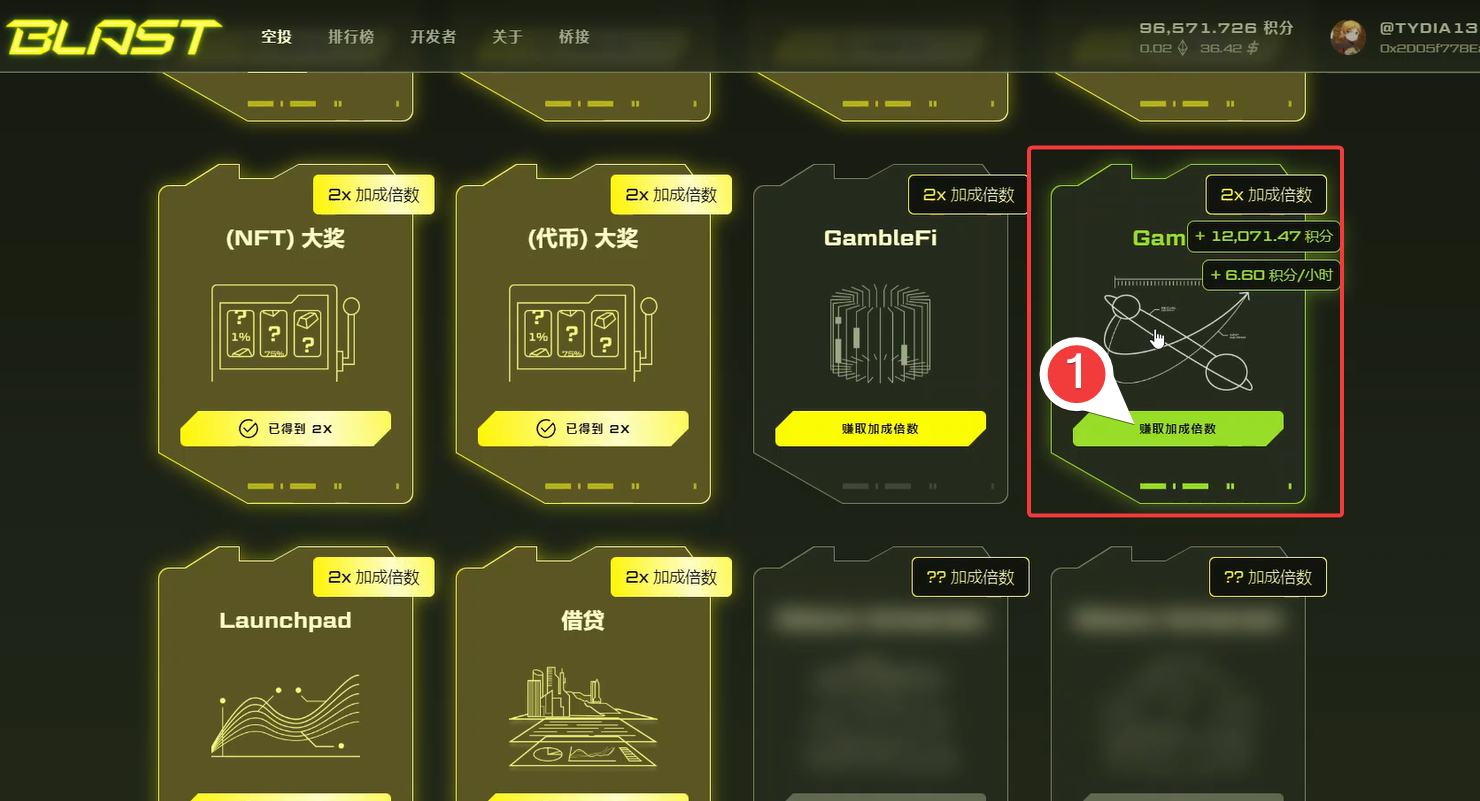 BLAST
空投
排行榜
开发者
关于
桥接
96,571.726 积分
0.02
36.42 $
@TYDIA13
0x2D05f778E
2x 加成倍数
(NFT) 大奖
?
1%
?
75%
?
已得到 2X
2x 加成倍数
(代币) 大奖
?
1%
?
75%
?
已得到 2X
2x 加成倍数
GambleFi
赚取加成倍数
2x 加成倍数
Gam
+ 12,071.47 积分
+ 6.60 积分/小时
1
赚取加成倍数
2x 加成倍数
Launchpad
2x 加成倍数
借贷
?? 加成倍数
?? 加成倍数